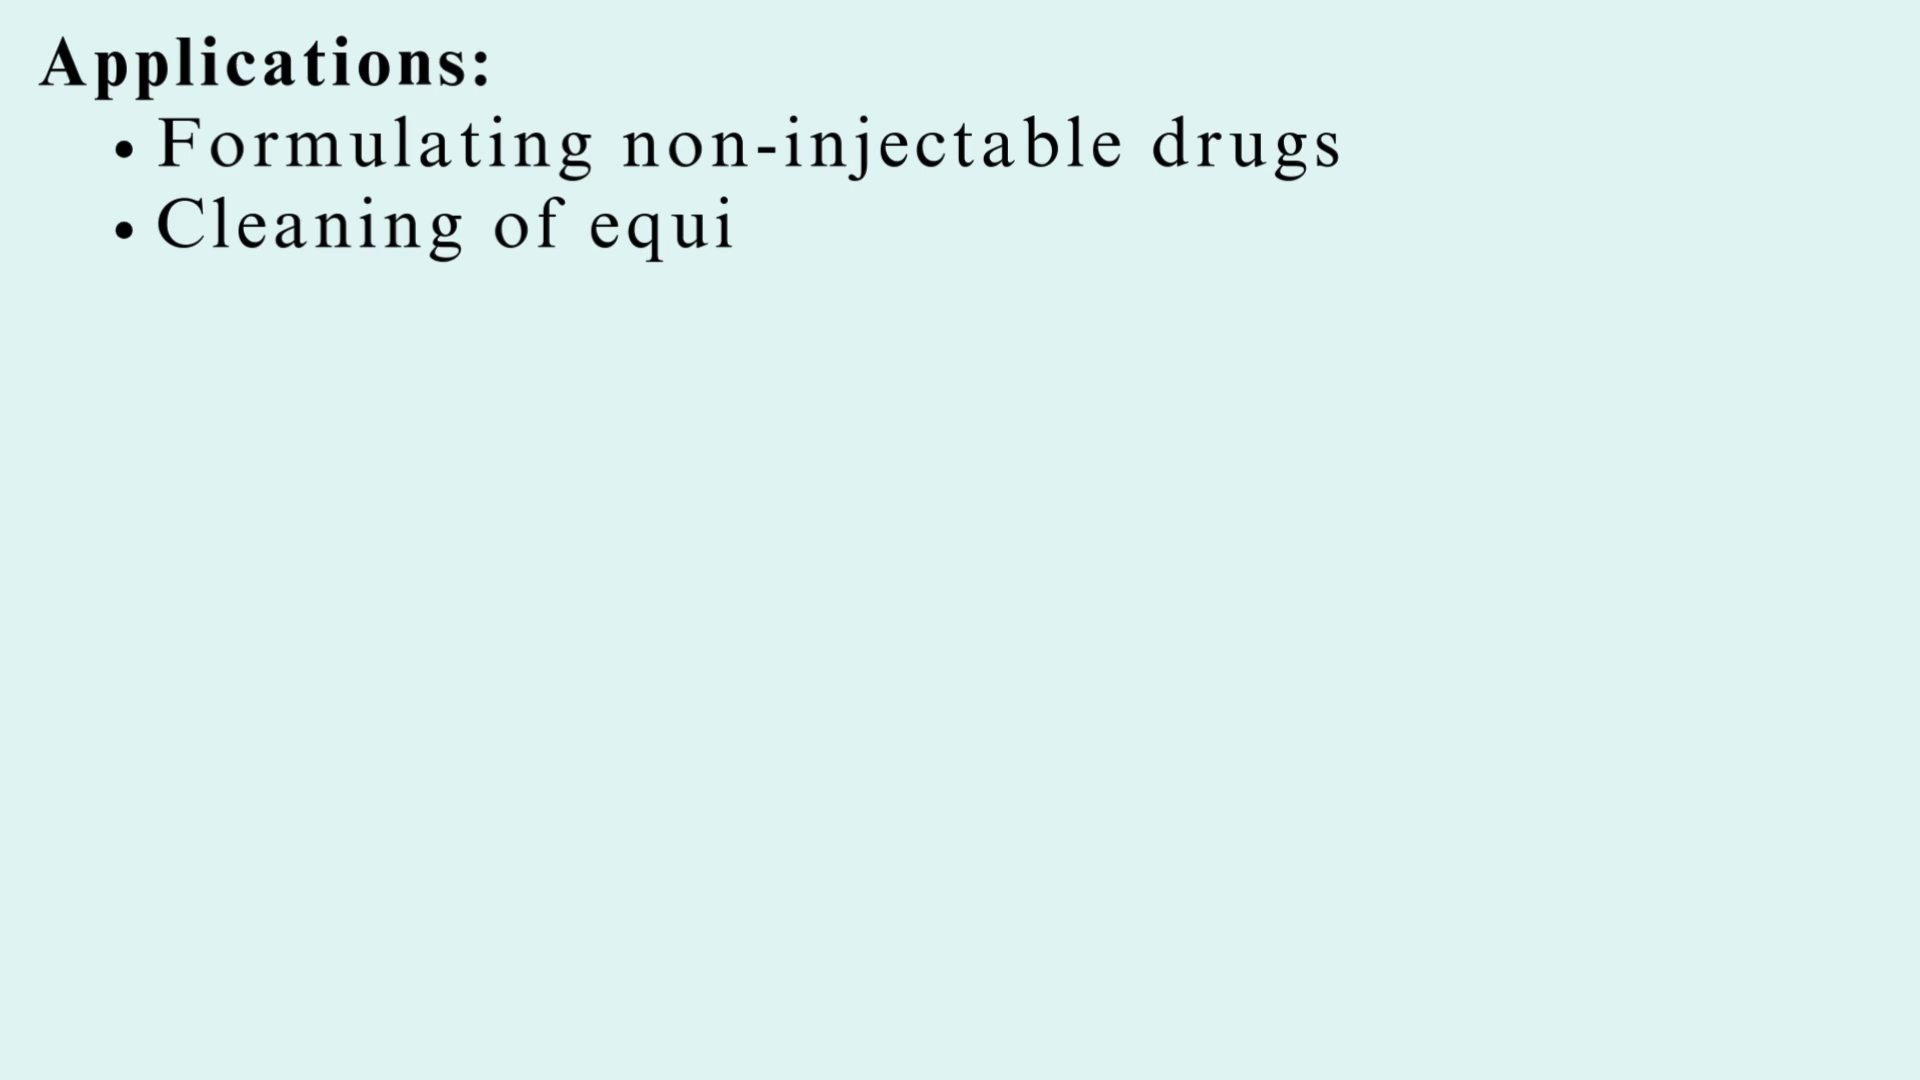 Applications:
• Formulating non-injectable drugs
• Cleaning of equi